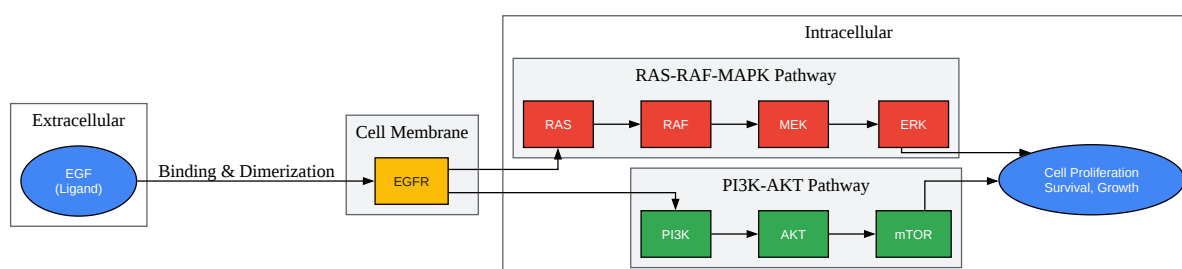 Extracellular
EGF
(Ligand)
Binding & Dimerization
Cell Membrane
EGFR
Intracellular
RAS-RAF-MAPK Pathway
RAS
RAF
MEK
ERK
PI3K-AKT Pathway
PI3K
AKT
mTOR
Cell Proliferation
Survival, Growth